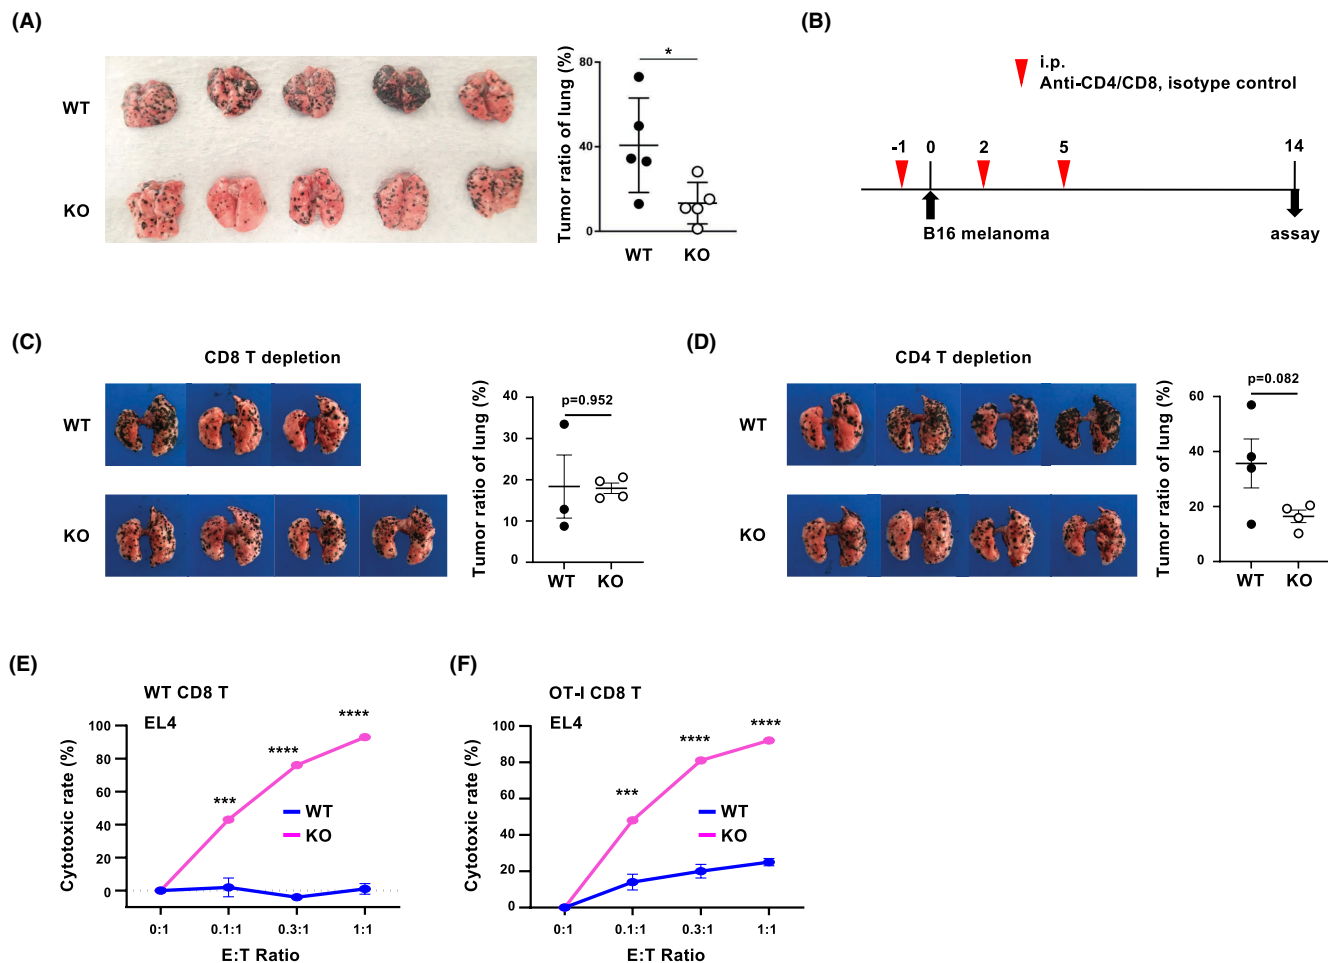 (A)
WT
KO
Tumor ratio of lung (%)
80
40
0
*
WT KO
(B)
i.p.
Anti-CD4/CD8, isotype control
-1 0 2 5 14
B16 melanoma
assay
(C)
CD8 T depletion
WT
KO
Tumor ratio of lung (%)
40
30
20
10
0
p=0.952
WT KO
(D)
CD4 T depletion
WT
KO
Tumor ratio of lung (%)
60
40
20
0
p=0.082
WT KO
(E)
WT CD8 T
EL4
Cytotoxic rate (%)
100
80
60
40
20
0
***
****
****
WT
KO
0:1 0.1:1 0.3:1 1:1
E:T Ratio
(F)
OT-I CD8 T
EL4
Cytotoxic rate (%)
100
80
60
40
20
0
***
****
****
WT
KO
0:1 0.1:1 0.3:1 1:1
E:T Ratio